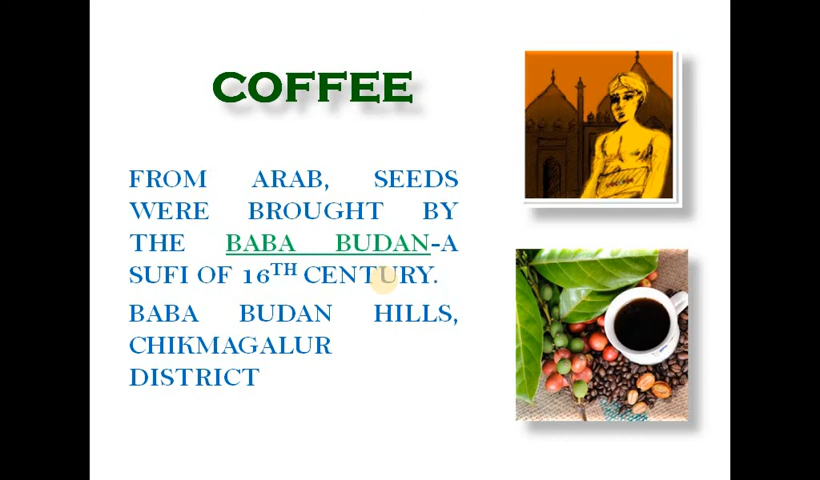 COFFEE
FROM ARAB, SEEDS
WERE BROUGHT BY
THE BABA BUDAN-A
SUFI OF 16TH CENTURY.
BABA BUDAN HILLS,
CHIKMAGALUR
DISTRICT